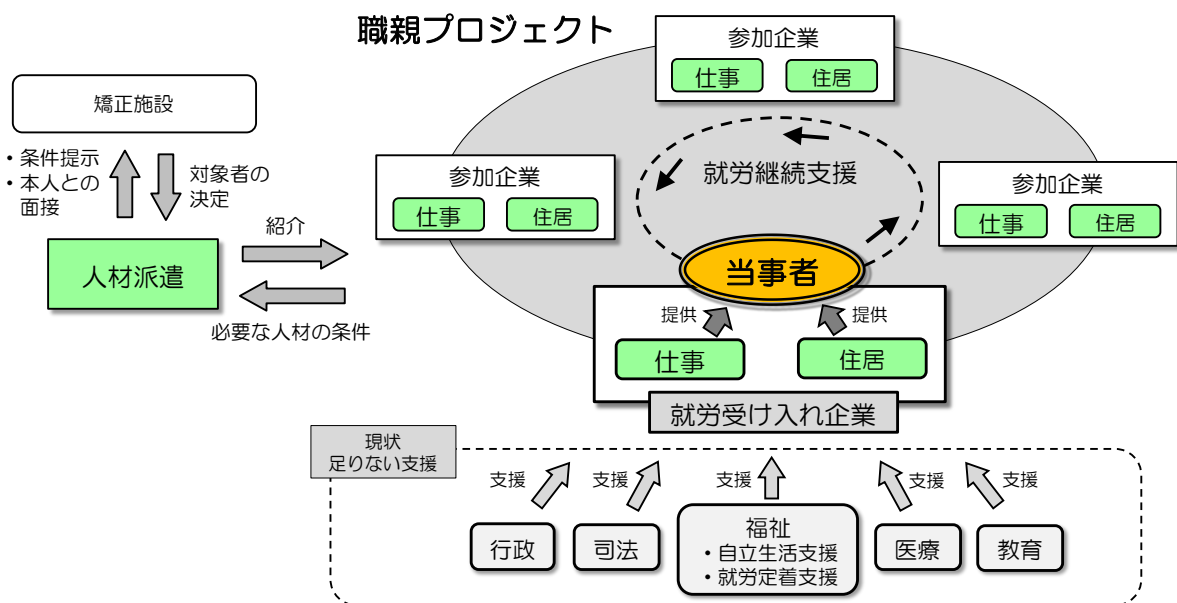 職親プロジェクト
参加企業
仕事
住居
矯正施設
・条件提示
・本人との
面接
対象者の
決定
人材派遣
紹介
必要な人材の条件
参加企業
仕事
住居
就労継続支援
参加企業
仕事
住居
当事者
提供
提供
仕事
住居
就労受け入れ企業
現状
足りない支援
支援
支援
支援
支援
支援
行政
司法
福祉
・自立生活支援
・就労定着支援
医療
教育